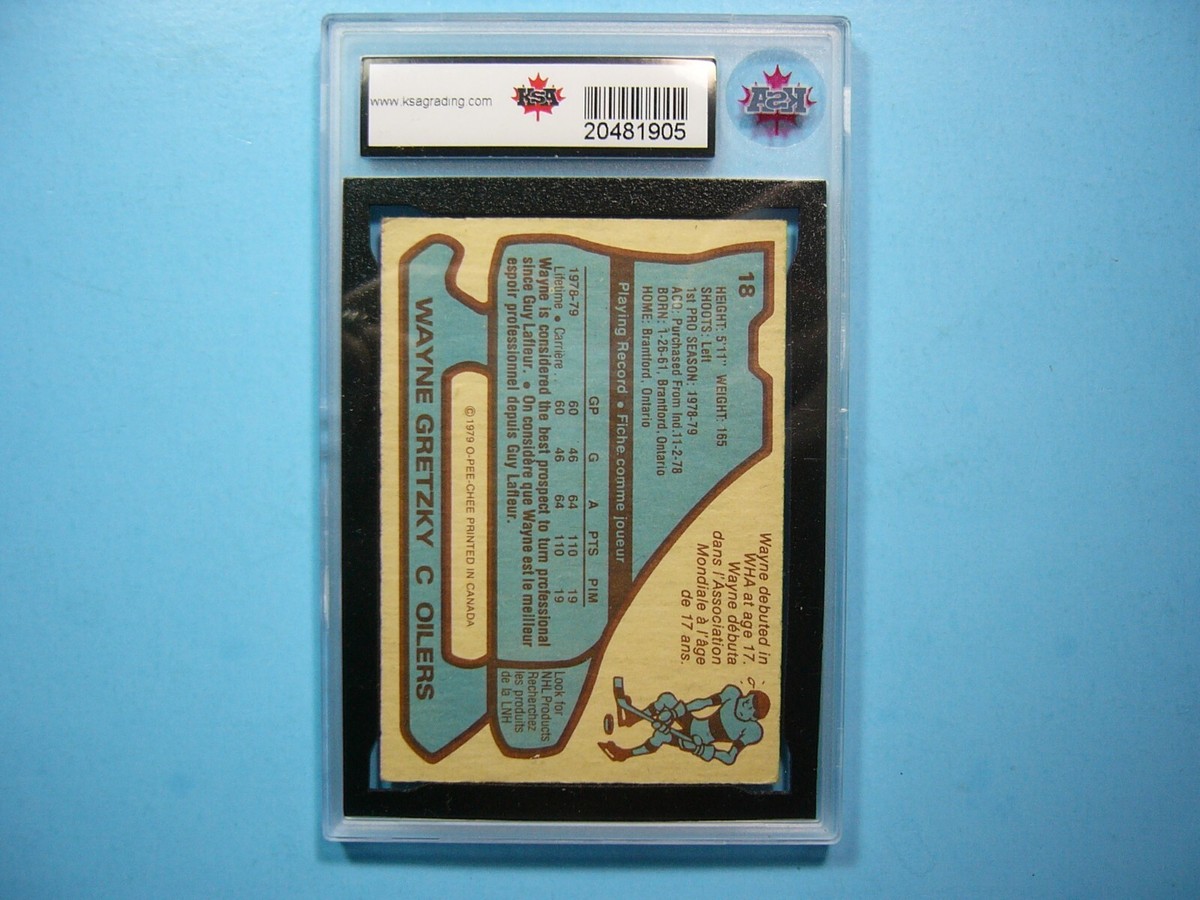 www.ksagrading.com
KSA
20481905
KSA
18
HEIGHT: 5'11" WEIGHT: 165
SHOOTS: Left
1st PRO SEASON: 1978-79
ACQ: Purchased From Ind. 11-2-78
BORN: 1-26-61, Brantford, Ontario
HOME: Brantford, Ontario
Wayne debuted in
WHA at age 17.
Wayne débuta
dans l'Association
Mondiale à l'âge
de 17 ans.
Playing Record • Fiche comme joueur
GP G A PTS PIM
1978-79 60 46 64 110 19
Lifetime • Carrière.. 60 46 64 110 19
Wayne is considered the best prospect to turn professional
since Guy Lafleur. • On considère que Wayne est le meilleur
espoir professionnel depuis Guy Lafleur.
Look for
NHL Products
Recherchez
les produits
de la LNH
© 1979 O-PEE-CHEE PRINTED IN CANADA
WAYNE GRETZKY C OILERS